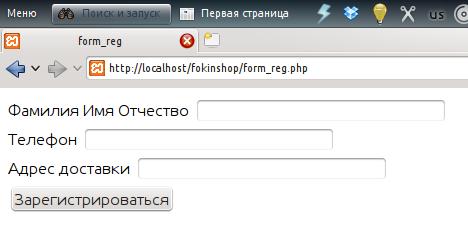 Меню Поиск и запуск Первая страница us
form_reg
http://localhost/fokinshop/form_reg.php
Фамилия Имя Отчество
Телефон
Адрес доставки
Зарегистрироваться